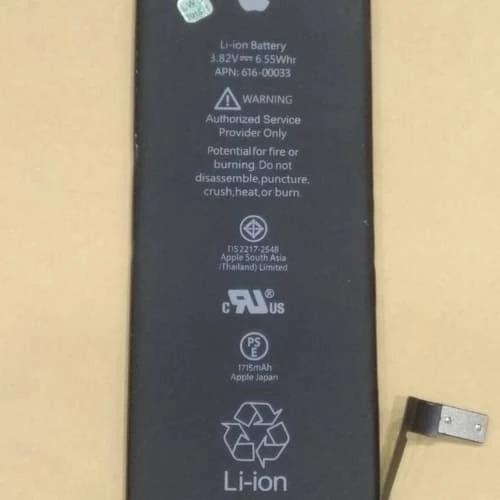 Li-ion Battery
3.82V⎓ 6.55Whr
APN: 616-00033
WARNING
Authorized Service
Provider Only
Potential for fire or
burning. Do not
disassemble,puncture,
crush,heat,or burn.
TIS 2217-2548
Apple South Asia
(Thailand) Limited
c RU ® US
PS
E
1715mAh
Apple Japan
Li-ion